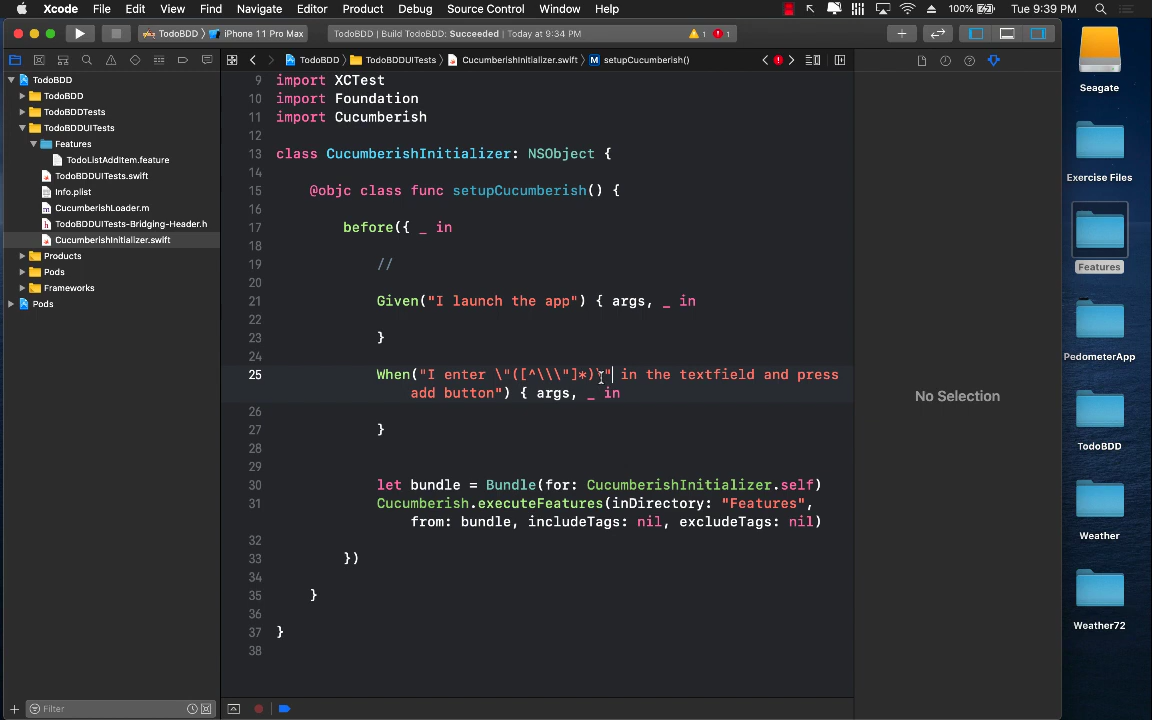 Xcode File Edit View Find Navigate Editor Product Debug Source Control Window Help 100% Tue 9:39 PM
TodoBDD iPhone 11 Pro Max TodoBDD | Build TodoBDD: Succeeded | Today at 9:34 PM 1 1
TodoBDD TodoBDDUITests CucumberishInitializer.swift M setupCucumberish()
TodoBDD
TodoBDD
TodoBDDTests
TodoBDDUITests
Features
TodoListAddItem.feature
TodoBDDUITests.swift
Info.plist
CucumberishLoader.m
TodoBDDUITests-Bridging-Header.h
CucumberishInitializer.swift
Products
Pods
Frameworks
Pods
Filter
9 import XCTest
10 import Foundation
11 import Cucumberish
12
13 class CucumberishInitializer: NSObject {
14
15 @objc class func setupCucumberish() {
16
17 before({ _ in
18
19 //
20
21 Given("I launch the app") { args, _ in
22
23 }
24
25 When("I enter \"([^\\\"]*)\" in the textfield and press
add button") { args, _ in
26
27 }
28
29
30 let bundle = Bundle(for: CucumberishInitializer.self)
31 Cucumberish.executeFeatures(inDirectory: "Features",
from: bundle, includeTags: nil, excludeTags: nil)
32
33 })
34
35 }
36
37 }
38
No Selection
Seagate
Exercise Files
Features
PedometerApp
TodoBDD
Weather
Weather72